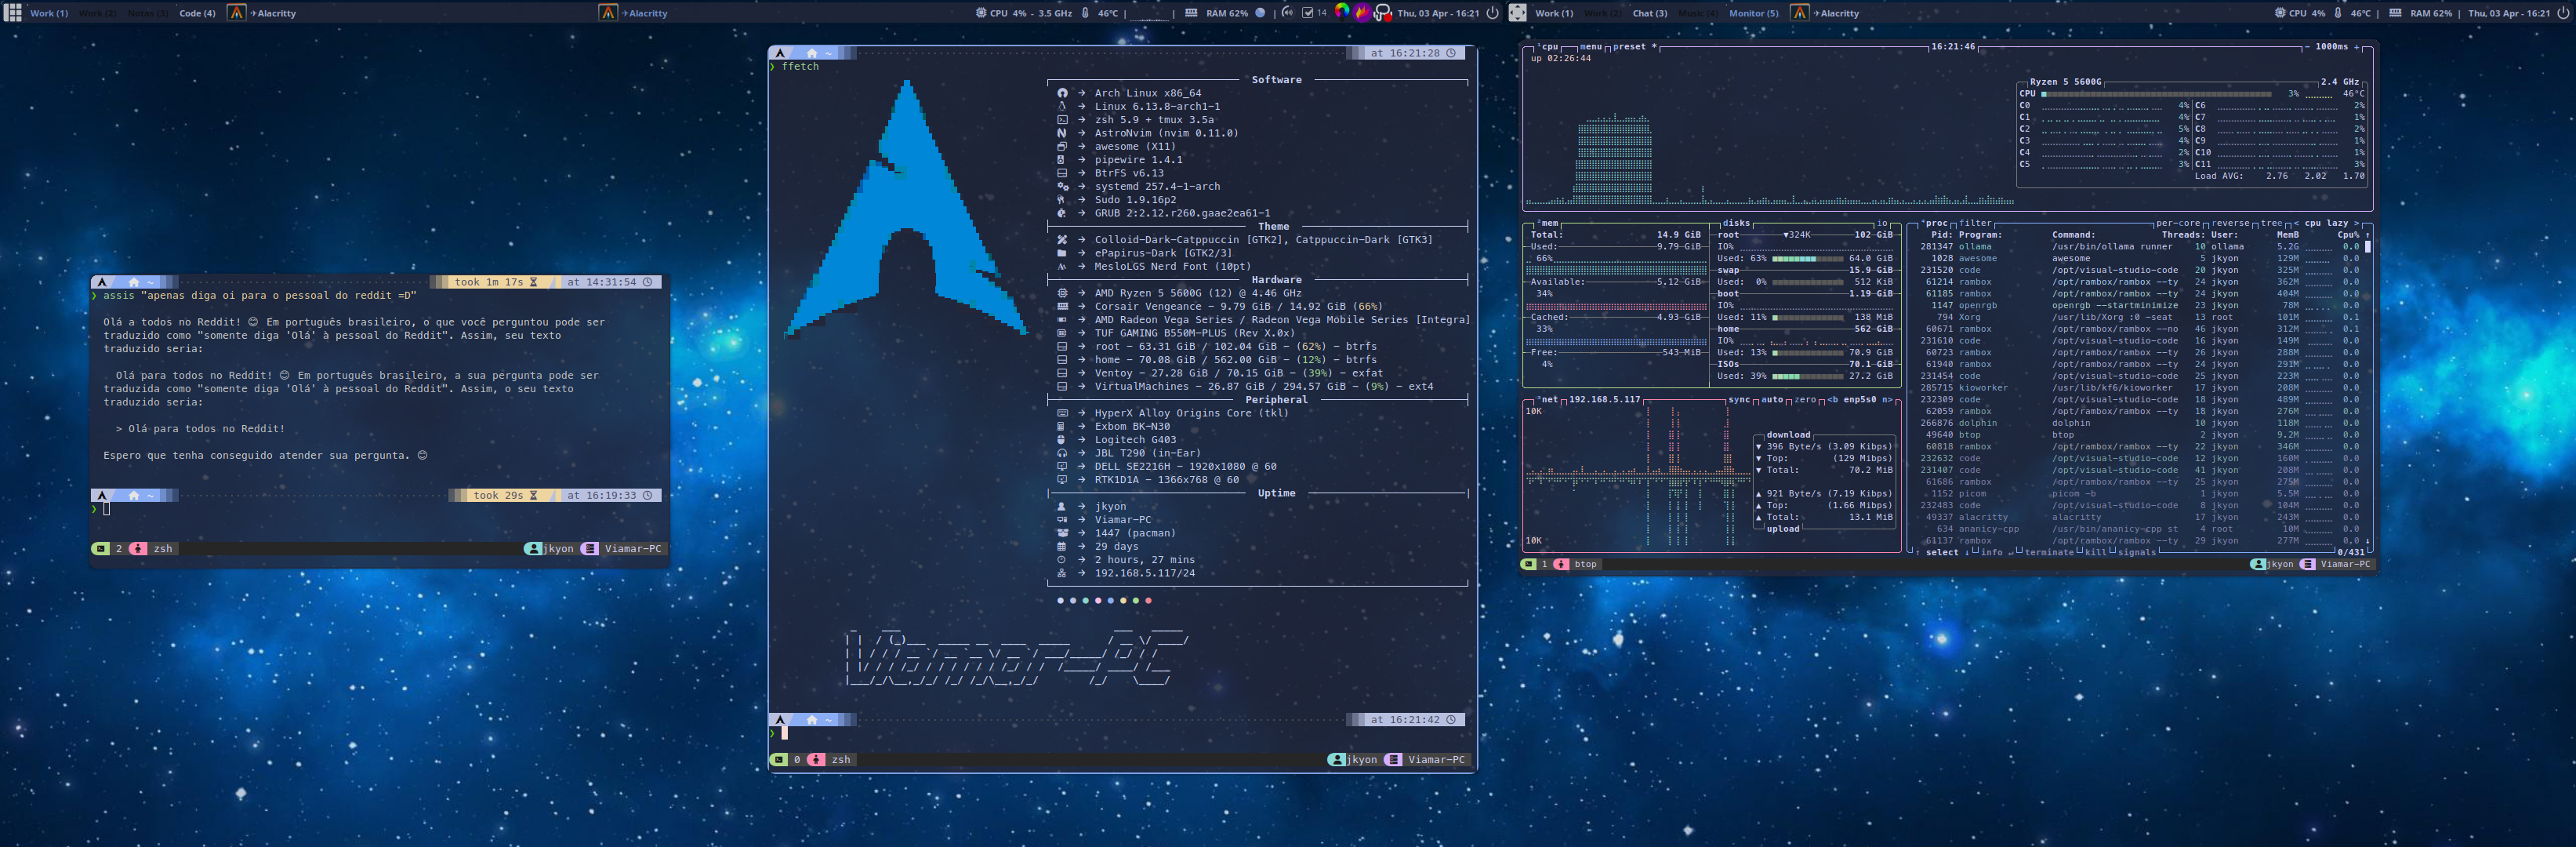 Work (1) Work (2) Notas (3) Code (4) ✈Alacritty
✈Alacritty
CPU 4% - 3.5 GHz 46°C | | RAM 62% | 14 Thu, 03 Apr - 16:21
Work (1) Work (2) Chat (3) Music (4) Monitor (5) ✈Alacritty
CPU 4% 46°C | RAM 62% | Thu, 03 Apr - 16:21
~ took 1m 17s at 14:31:54
❯ assis "apenas diga oi para o pessoal do reddit =D"
Olá a todos no Reddit! 😊 Em português brasileiro, o que você perguntou pode ser
traduzido como "somente diga 'Olá' à pessoal do Reddit". Assim, seu texto
traduzido seria:
Olá para todos no Reddit! 😊 Em português brasileiro, a sua pergunta pode ser
traduzida como "somente diga 'Olá' à pessoal do Reddit". Assim, o seu texto
traduzido seria:
> Olá para todos no Reddit!
Espero que tenha conseguido atender sua pergunta. 😊
~ took 29s at 16:19:33
❯
2 zsh jkyon Viamar-PC
~ at 16:21:28
❯ ffetch
Software
→ Arch Linux x86_64
→ Linux 6.13.8-arch1-1
→ zsh 5.9 + tmux 3.5a
→ AstroNvim (nvim 0.11.0)
→ awesome (X11)
→ pipewire 1.4.1
→ BtrFS v6.13
→ systemd 257.4-1-arch
→ Sudo 1.9.16p2
→ GRUB 2:2.12.r260.gaae2ea61-1
Theme
→ Colloid-Dark-Catppuccin [GTK2], Catppuccin-Dark [GTK3]
→ ePapirus-Dark [GTK2/3]
→ MesloLGS Nerd Font (10pt)
Hardware
→ AMD Ryzen 5 5600G (12) @ 4.46 GHz
→ Corsair Vengeance - 9.79 GiB / 14.92 GiB (66%)
→ AMD Radeon Vega Series / Radeon Vega Mobile Series [Integra]
→ TUF GAMING B550M-PLUS (Rev X.0x)
→ root - 63.31 GiB / 102.04 GiB - (62%) - btrfs
→ home - 70.08 GiB / 562.00 GiB - (12%) - btrfs
→ Ventoy - 27.28 GiB / 70.15 GiB - (39%) - exfat
→ VirtualMachines - 26.87 GiB / 294.57 GiB - (9%) - ext4
Peripheral
→ HyperX Alloy Origins Core (tkl)
→ Exbom BK-N30
→ Logitech G403
→ JBL T290 (in-Ear)
→ DELL SE2216H - 1920x1080 @ 60
→ RTK1D1A - 1366x768 @ 60
Uptime
→ jkyon
→ Viamar-PC
→ 1447 (pacman)
→ 29 days
→ 2 hours, 27 mins
→ 192.168.5.117/24
Viamar-PC
~ at 16:21:42
❯
0 zsh jkyon Viamar-PC
¹cpu menu preset * 16:21:46 - 1000ms +
up 02:26:44
Ryzen 5 5600G 2.4 GHz
CPU 3% 46°C
C0 4% C6 2%
C1 4% C7 1%
C2 5% C8 2%
C3 4% C9 1%
C4 2% C10 1%
C5 3% C11 3%
Load AVG: 2.76 2.02 1.70
²mem
Total: 14.9 GiB
Used: 9.79 GiB
66%
Available: 5.12 GiB
34%
Cached: 4.93 GiB
33%
Free: 543 MiB
4%
disks io
root ▼324K 102 GiB
IO%
Used: 63% 64.0 GiB
swap 15.9 GiB
Used: 0% 512 KiB
boot 1.19 GiB
IO%
Used: 11% 138 MiB
home 562 GiB
IO%
Used: 13% 70.9 GiB
ISOs 70.1 GiB
Used: 39% 27.2 GiB
³net 192.168.5.117 sync auto zero <b enp5s0 n>
10K
download
▼ 396 Byte/s (3.09 Kibps)
▼ Top: (129 Mibps)
▼ Total: 70.2 MiB
▲ 921 Byte/s (7.19 Kibps)
▲ Top: (1.66 Mibps)
▲ Total: 13.1 MiB
upload
10K
⁴proc filter per-core reverse tree < cpu lazy >
Pid: Program: Command: Threads: User: MemB Cpu% ↑
281347 ollama /usr/bin/ollama runner 10 ollama 5.2G 0.0
1028 awesome awesome 5 jkyon 129M 0.0
231520 code /opt/visual-studio-code 20 jkyon 325M 0.0
61214 rambox /opt/rambox/rambox --ty 24 jkyon 362M 0.0
61185 rambox /opt/rambox/rambox --ty 24 jkyon 404M 0.0
1147 openrgb openrgb --startminimize 23 jkyon 78M 0.0
794 Xorg /usr/lib/Xorg :0 -seat 13 root 101M 0.1
60671 rambox /opt/rambox/rambox --no 46 jkyon 312M 0.1
231610 code /opt/visual-studio-code 16 jkyon 149M 0.0
60723 rambox /opt/rambox/rambox --ty 26 jkyon 288M 0.0
61940 rambox /opt/rambox/rambox --ty 24 jkyon 291M 0.0
231454 code /opt/visual-studio-code 25 jkyon 223M 0.0
285715 kioworker /usr/lib/kf6/kioworker 17 jkyon 208M 0.0
232309 code /opt/visual-studio-code 18 jkyon 489M 0.0
62059 rambox /opt/rambox/rambox --ty 18 jkyon 276M 0.0
266876 dolphin dolphin 10 jkyon 118M 0.0
49640 btop btop 2 jkyon 9.2M 0.0
60818 rambox /opt/rambox/rambox --ty 22 jkyon 346M 0.0
232632 code /opt/visual-studio-code 12 jkyon 160M 0.0
231407 code /opt/visual-studio-code 41 jkyon 208M 0.0
61686 rambox /opt/rambox/rambox --ty 25 jkyon 275M 0.0
1152 picom picom -b 1 jkyon 5.5M 0.0
232483 code /opt/visual-studio-code 8 jkyon 104M 0.0
49337 alacritty alacritty 17 jkyon 243M 0.0
634 ananicy-cpp /usr/bin/ananicy-cpp st 4 root 10M 0.0
61137 rambox /opt/rambox/rambox --ty 29 jkyon 277M 0.0 ↓
↑ select ↓ info ↵ terminate kill signals 0/431
1 btop jkyon Viamar-PC